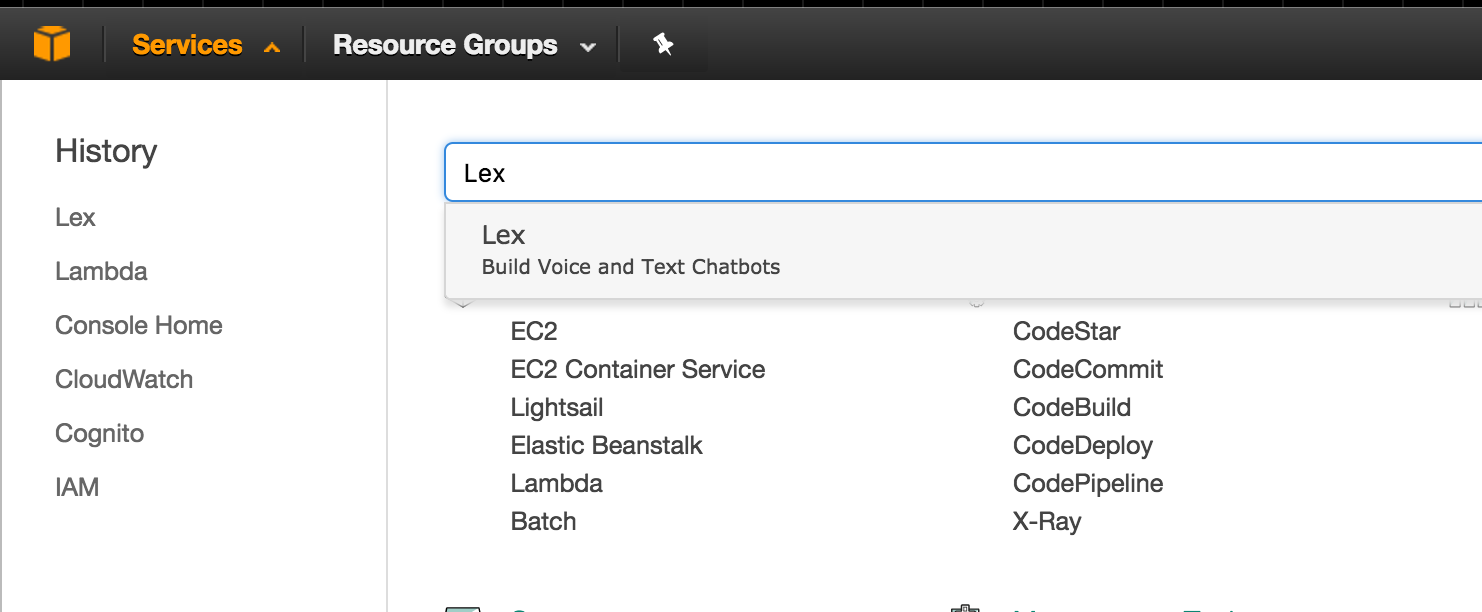 Services
Resource Groups
History
Lex
Lambda
Console Home
CloudWatch
Cognito
IAM
Lex
Lex
Build Voice and Text Chatbots
EC2
EC2 Container Service
Lightsail
Elastic Beanstalk
Lambda
Batch
CodeStar
CodeCommit
CodeBuild
CodeDeploy
CodePipeline
X-Ray